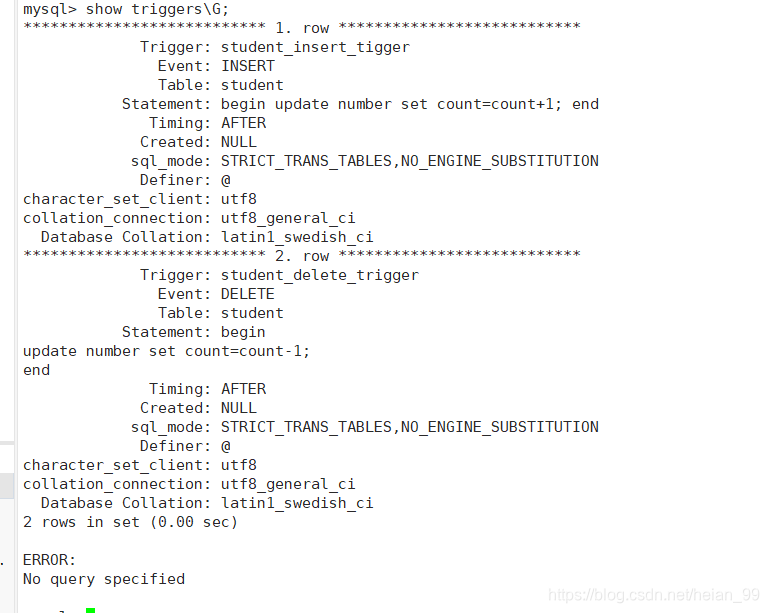 mysql> show triggers\G;
*************************** 1. row ***************************
Trigger: student_insert_tigger
Event: INSERT
Table: student
Statement: begin update number set count=count+1; end
Timing: AFTER
Created: NULL
sql_mode: STRICT_TRANS_TABLES,NO_ENGINE_SUBSTITUTION
Definer: @
character_set_client: utf8
collation_connection: utf8_general_ci
Database Collation: latin1_swedish_ci
*************************** 2. row ***************************
Trigger: student_delete_trigger
Event: DELETE
Table: student
Statement: begin
update number set count=count-1;
end
Timing: AFTER
Created: NULL
sql_mode: STRICT_TRANS_TABLES,NO_ENGINE_SUBSTITUTION
Definer: @
character_set_client: utf8
collation_connection: utf8_general_ci
Database Collation: latin1_swedish_ci
2 rows in set (0.00 sec)
ERROR:
No query specified
https://blog.csdn.net/heian_99